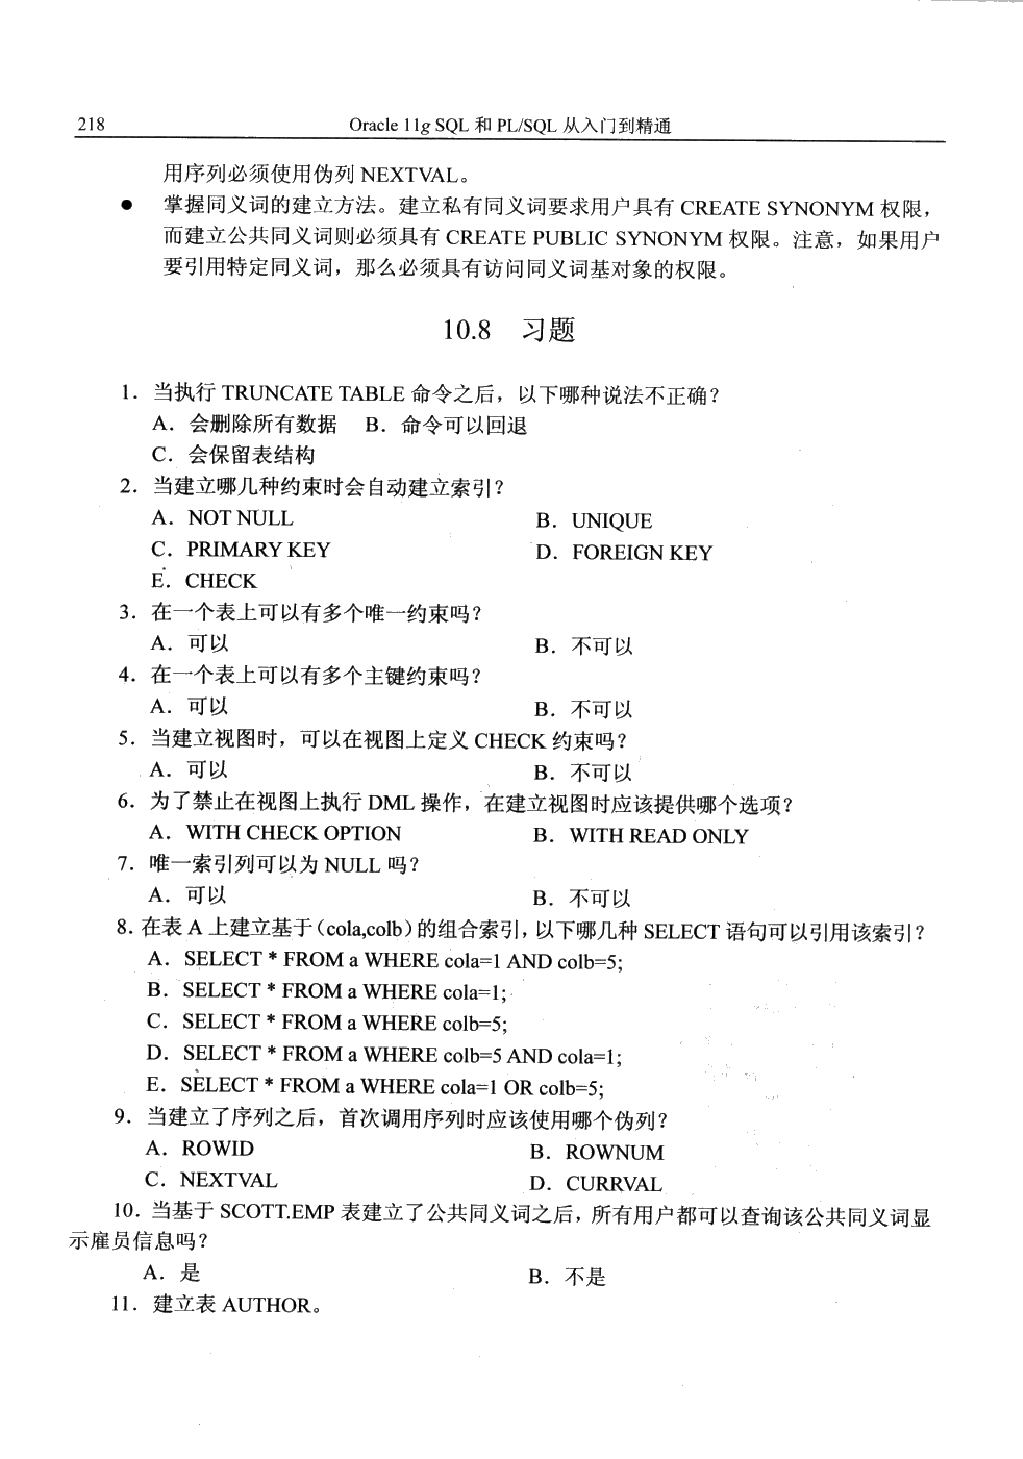 218
Oracle 11g SQL 和 PL/SQL 从入门到精通
用序列必须使用伪列 NEXTVAL。
● 掌握同义词的建立方法。建立私有同义词要求用户具有 CREATE SYNONYM 权限，
而建立公共同义词则必须具有 CREATE PUBLIC SYNONYM 权限。注意，如果用户
要引用特定同义词，那么必须具有访问同义词基对象的权限。
10.8 习题
1．当执行 TRUNCATE TABLE 命令之后，以下哪种说法不正确？
A．会删除所有数据 B．命令可以回退
C．会保留表结构
2．当建立哪几种约束时会自动建立索引？
A．NOT NULL B．UNIQUE
C．PRIMARY KEY D．FOREIGN KEY
E．CHECK
3．在一个表上可以有多个唯一约束吗？
A．可以 B．不可以
4．在一个表上可以有多个主键约束吗？
A．可以 B．不可以
5．当建立视图时，可以在视图上定义 CHECK 约束吗？
A．可以 B．不可以
6．为了禁止在视图上执行 DML 操作，在建立视图时应该提供哪个选项？
A．WITH CHECK OPTION B．WITH READ ONLY
7．唯一索引列可以为 NULL 吗？
A．可以 B．不可以
8．在表 A 上建立基于（cola,colb）的组合索引，以下哪几种 SELECT 语句可以引用该索引？
A．SELECT * FROM a WHERE cola=1 AND colb=5;
B．SELECT * FROM a WHERE cola=1;
C．SELECT * FROM a WHERE colb=5;
D．SELECT * FROM a WHERE colb=5 AND cola=1;
E．SELECT * FROM a WHERE cola=1 OR colb=5;
9．当建立了序列之后，首次调用序列时应该使用哪个伪列？
A．ROWID B．ROWNUM
C．NEXTVAL D．CURRVAL
10．当基于 SCOTT.EMP 表建立了公共同义词之后，所有用户都可以查询该公共同义词显
示雇员信息吗？
A．是 B．不是
11．建立表 AUTHOR。